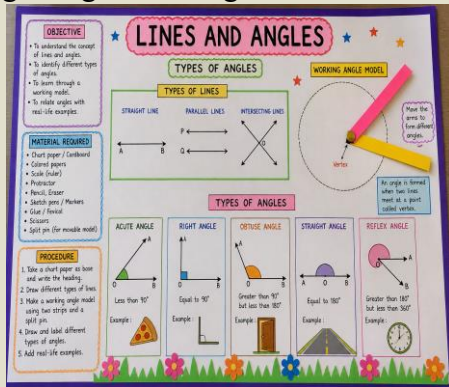 LINES AND ANGLES
OBJECTIVE
• To understand the concept
of lines and angles.
• To identify different types
of angles.
• To learn through a
working model.
• To relate angles with
real-life examples.
MATERIAL REQUIRED
• Chart paper / Cardboard
• Colored papers
• Scale (ruler)
• Protractor
• Pencil, Eraser
• Sketch pens / Markers
• Glue / Fevicol
• Scissors
• Split pin (for movable model)
PROCEDURE
1. Take a chart paper as base
and write the heading.
2. Draw different types of lines.
3. Make a working angle model
using two strips and a
split pin.
4. Draw and label different
types of angles.
5. Add real-life examples.
TYPES OF ANGLES
TYPES OF LINES
STRAIGHT LINE
A B
PARALLEL LINES
P
Q
INTERSECTING LINES
O
WORKING ANGLE MODEL
Vertex
Move the
arms to
form different
angles.
An angle is formed
when two lines
meet at a point
called vertex.
TYPES OF ANGLES
ACUTE ANGLE
A
O B
Less than 90°
Example :
RIGHT ANGLE
A
O B
Equal to 90°
Example :
OBTUSE ANGLE
A
O B
Greater than 90°
but less than 180°
Example :
STRAIGHT ANGLE
A O B
Equal to 180°
Example :
REFLEX ANGLE
A
O
B
Greater than 180°
but less than 360°
Example :